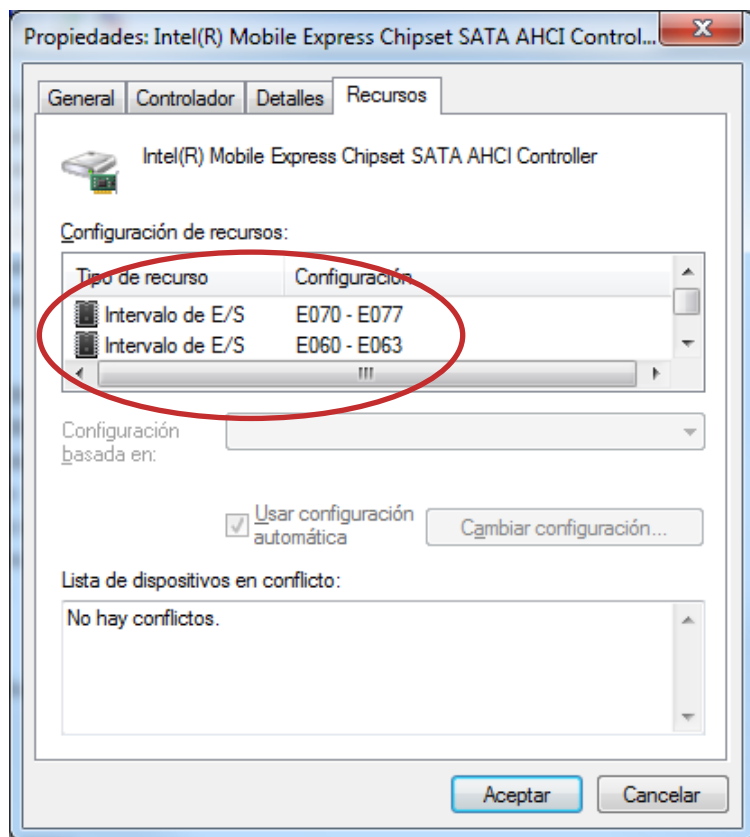 Propiedades: Intel(R) Mobile Express Chipset SATA AHCI Control...
General Controlador Detalles Recursos
Intel(R) Mobile Express Chipset SATA AHCI Controller
Configuración de recursos:
Tipo de recurso Configuración
Intervalo de E/S E070 - E077
Intervalo de E/S E060 - E063
Configuración
basada en:
Usar configuración
automática
Cambiar configuración...
Lista de dispositivos en conflicto:
No hay conflictos.
Aceptar Cancelar